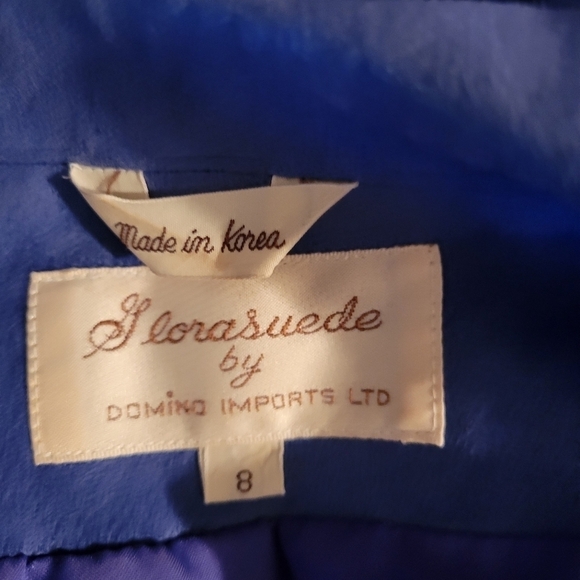 Made in Korea
Glorasuede
by
DOMINO IMPORTS LTD
8